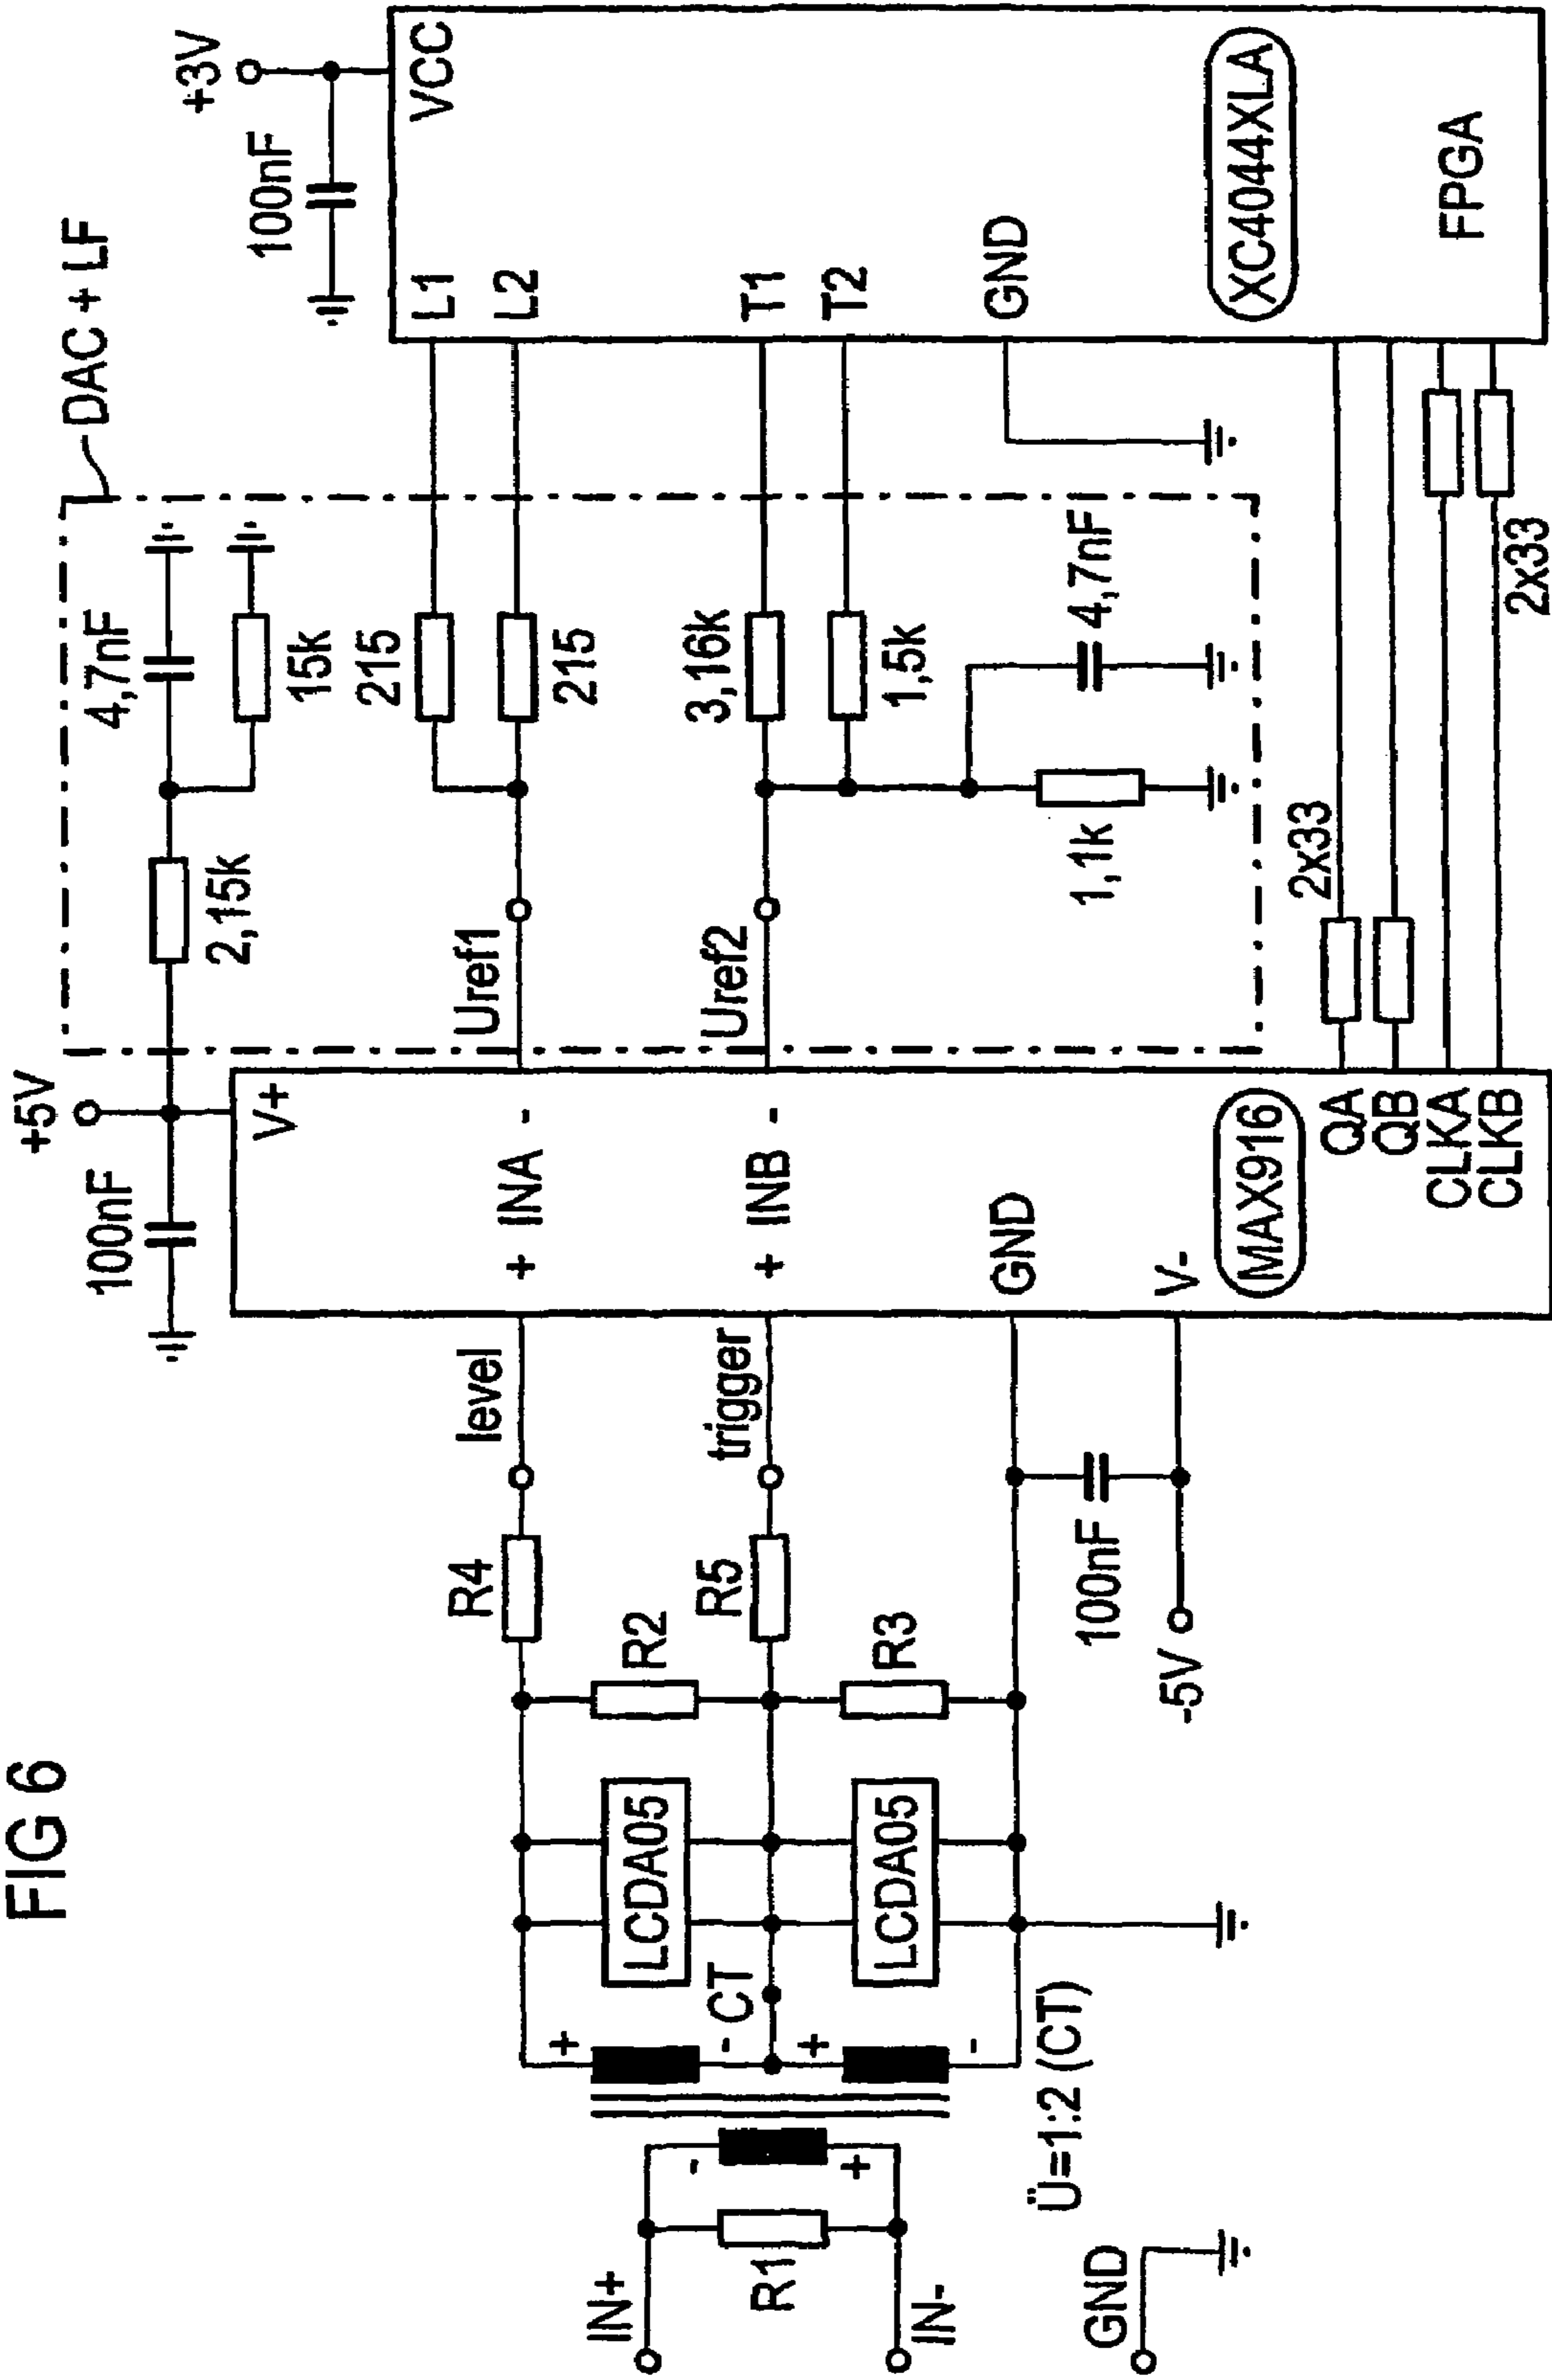 FIG 6
IN+
IN-
R1
GND
Ü=1:2 (CT)
-
+
+
-
+
-
CT
LCDA05
LCDA05
R2
R3
R4
R5
level
trigger
100nF
-5V
100nF
+5V
V+
+ INA -
+ INB -
GND
V-
MAX916
QA
QB
CLKA
CLKB
Uref1
Uref2
2,15k
4,7nF
15k
215
215
3,16k
1,5k
1,1k
4,7nF
2x33
2x33
DAC + LF
100nF
+3V
VCC
L1
L2
T1
T2
GND
XC4044XLA
FPGA